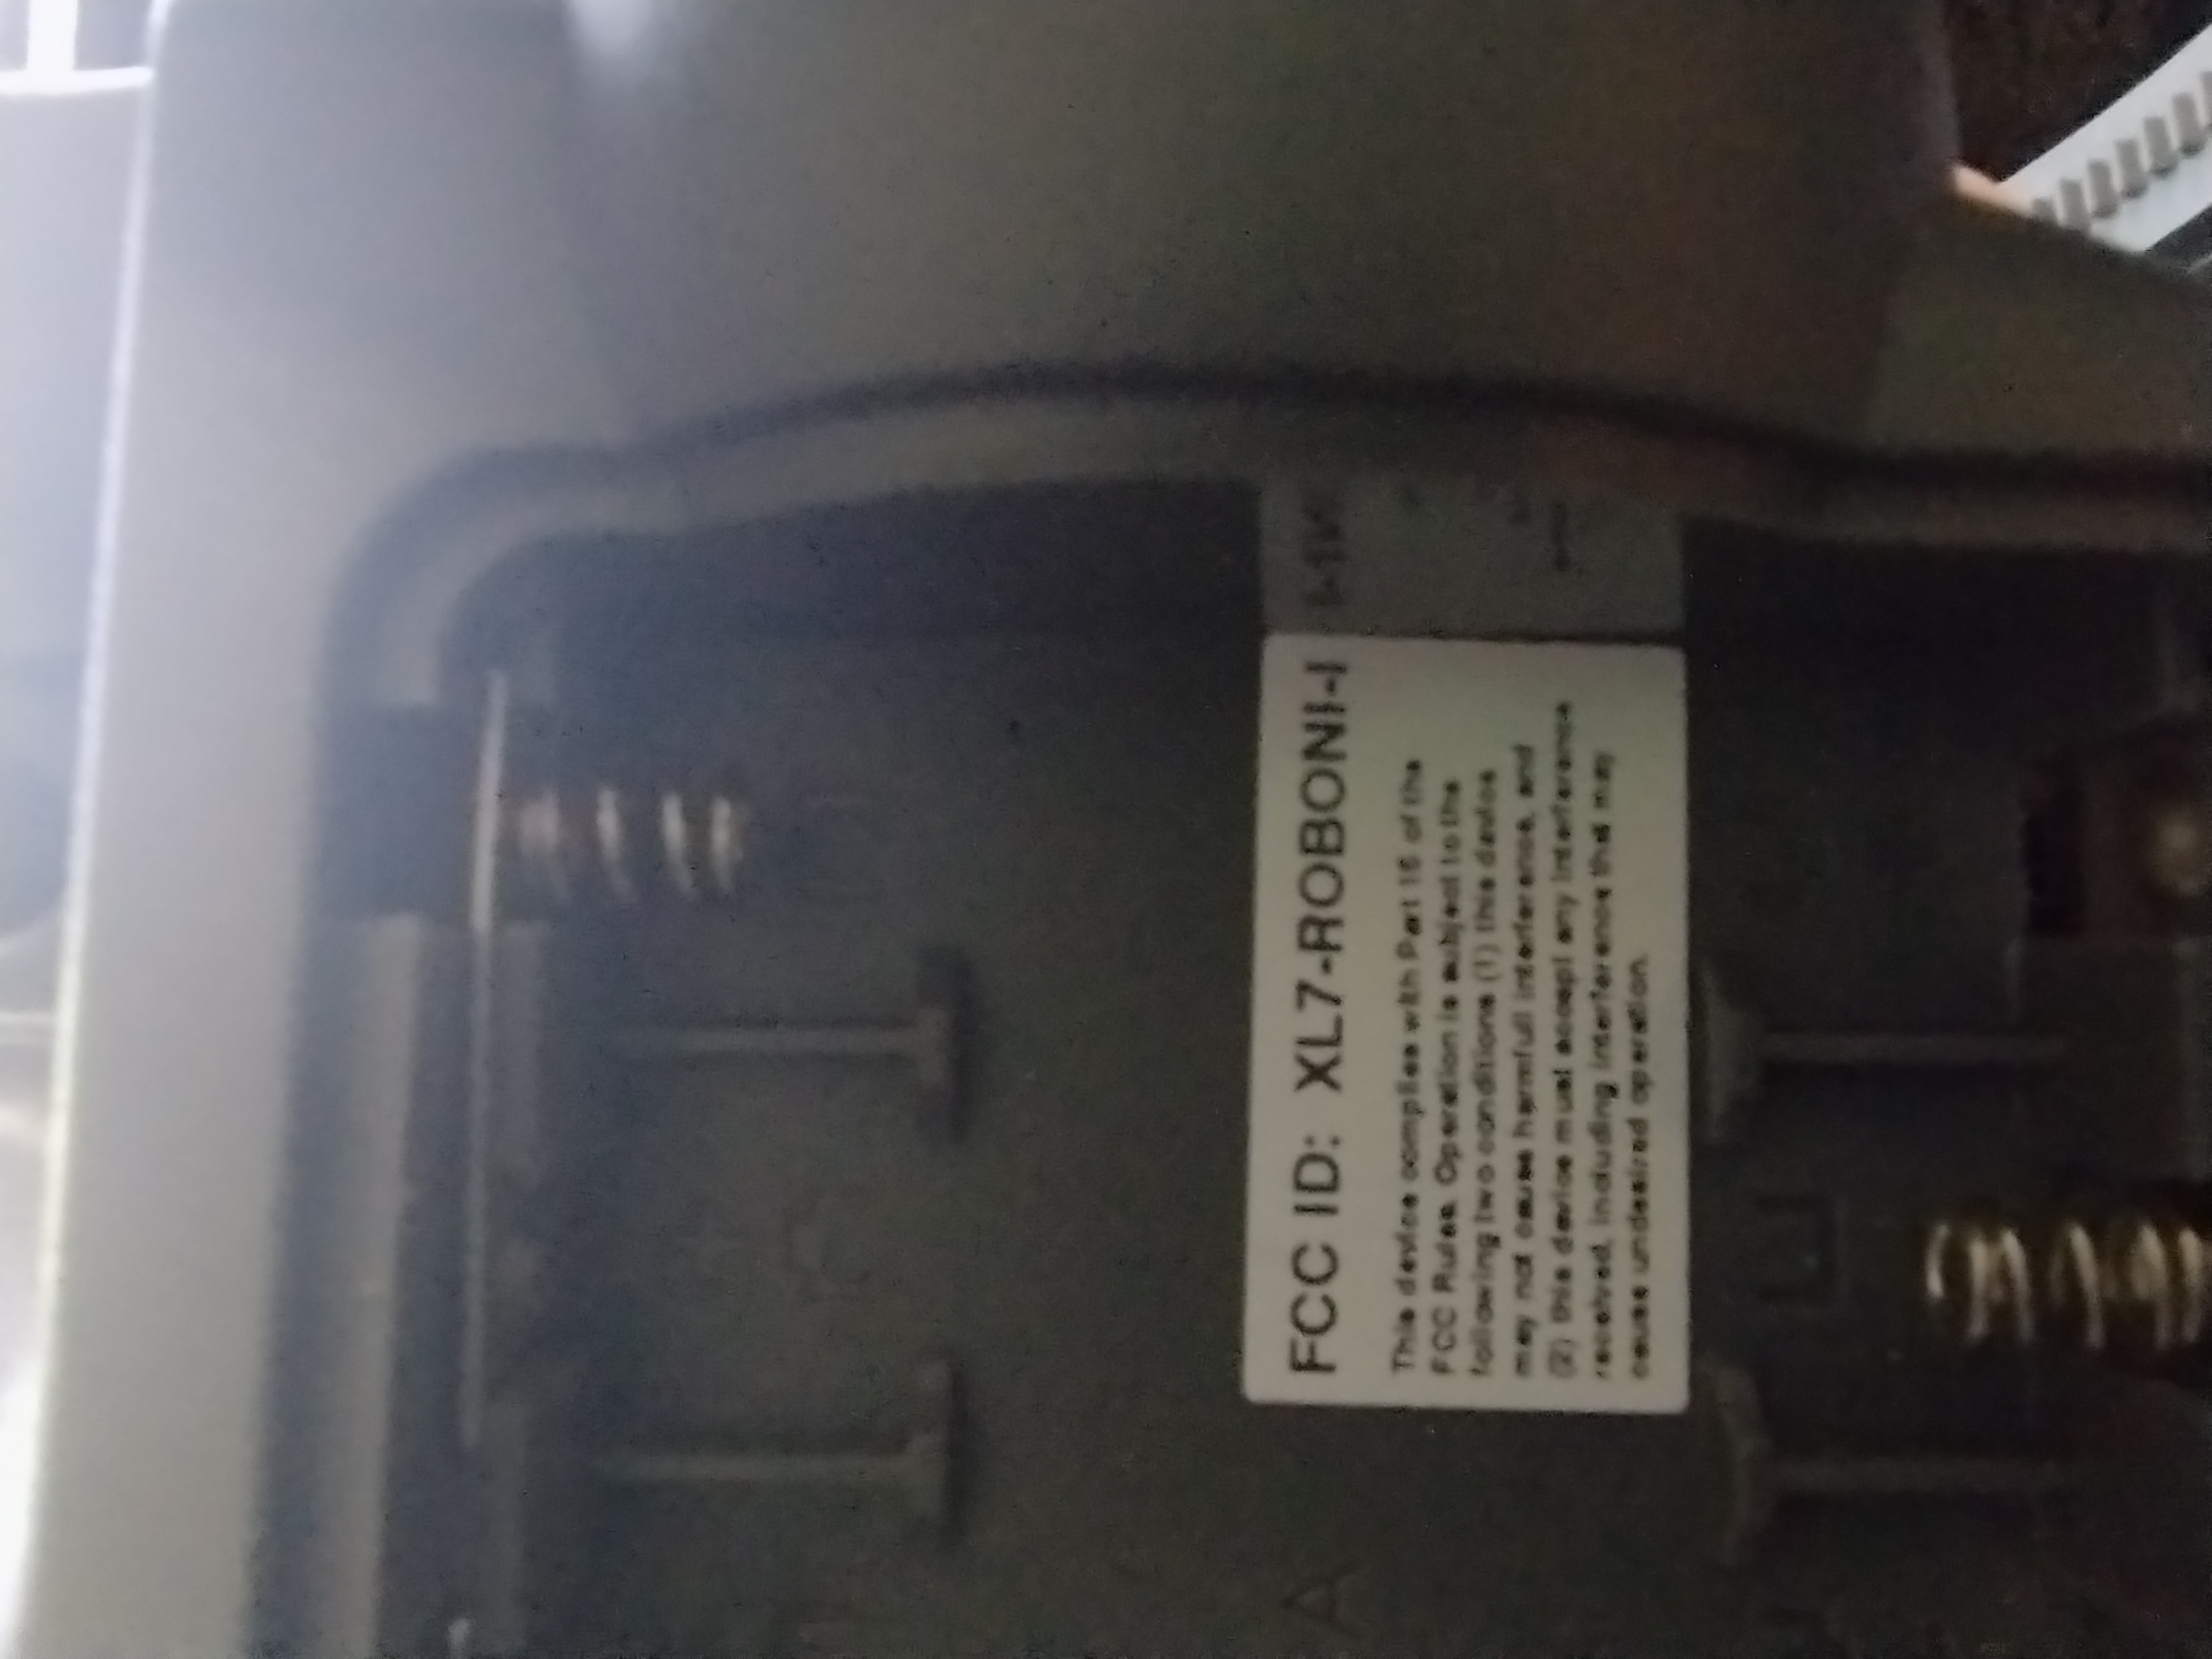 FCC ID: XL7-ROBONI-I
This device complies with Part 15 of the
FCC Rules. Operation is subject to the
following two conditions (1) this device
may not cause harmfull interference, and
(2) this device must accept any interference
received, including interference that may
cause undesired operation.
A